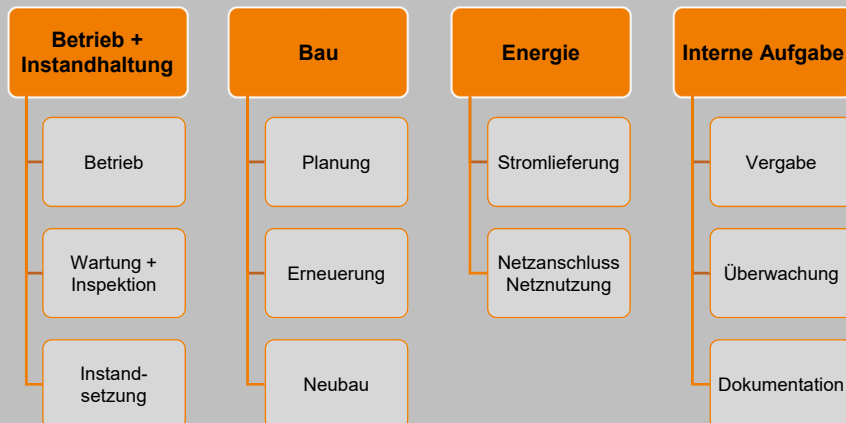 Betrieb +
Instandhaltung
Betrieb
Wartung +
Inspektion
Instand-
setzung
Bau
Planung
Erneuerung
Neubau
Energie
Stromlieferung
Netzanschluss
Netznutzung
Interne Aufgabe
Vergabe
Überwachung
Dokumentation